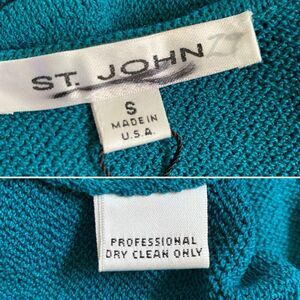 ST. JOHN
S
MADE IN
U.S.A.
PROFESSIONAL
DRY CLEAN ONLY